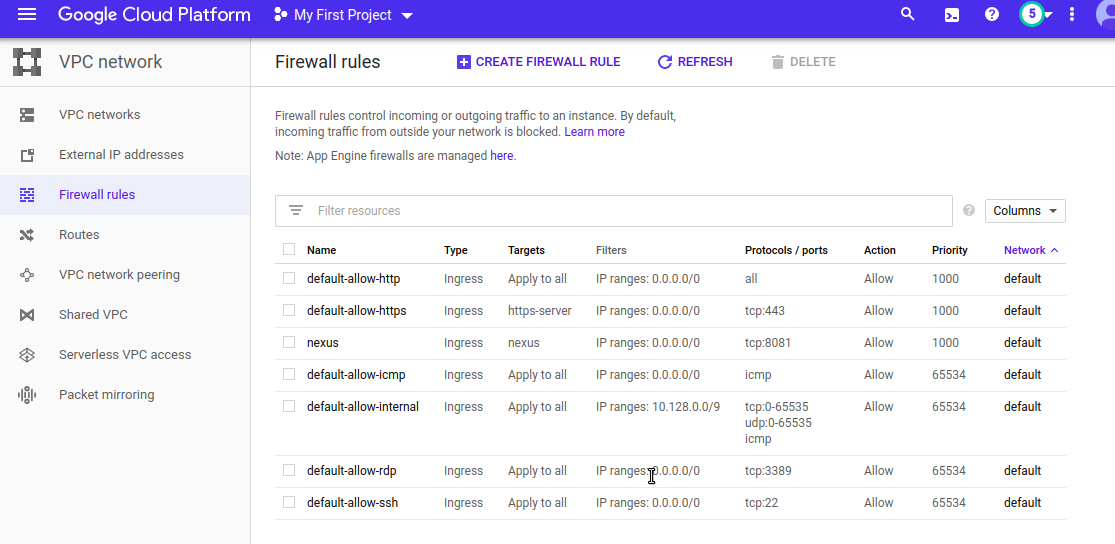 Google Cloud Platform My First Project 5
VPC network
Firewall rules CREATE FIREWALL RULE REFRESH DELETE
VPC networks
External IP addresses
Firewall rules
Routes
VPC network peering
Shared VPC
Serverless VPC access
Packet mirroring
Firewall rules control incoming or outgoing traffic to an instance. By default,
incoming traffic from outside your network is blocked. Learn more
Note: App Engine firewalls are managed here.
Filter resources ? Columns
Name Type Targets Filters Protocols / ports Action Priority Network
default-allow-http Ingress Apply to all IP ranges: 0.0.0.0/0 all Allow 1000 default
default-allow-https Ingress https-server IP ranges: 0.0.0.0/0 tcp:443 Allow 1000 default
nexus Ingress nexus IP ranges: 0.0.0.0/0 tcp:8081 Allow 1000 default
default-allow-icmp Ingress Apply to all IP ranges: 0.0.0.0/0 icmp Allow 65534 default
default-allow-internal Ingress Apply to all IP ranges: 10.128.0.0/9 tcp:0-65535 Allow 65534 default
udp:0-65535
icmp
default-allow-rdp Ingress Apply to all IP ranges: 0.0.0.0/0 tcp:3389 Allow 65534 default
default-allow-ssh Ingress Apply to all IP ranges: 0.0.0.0/0 tcp:22 Allow 65534 default